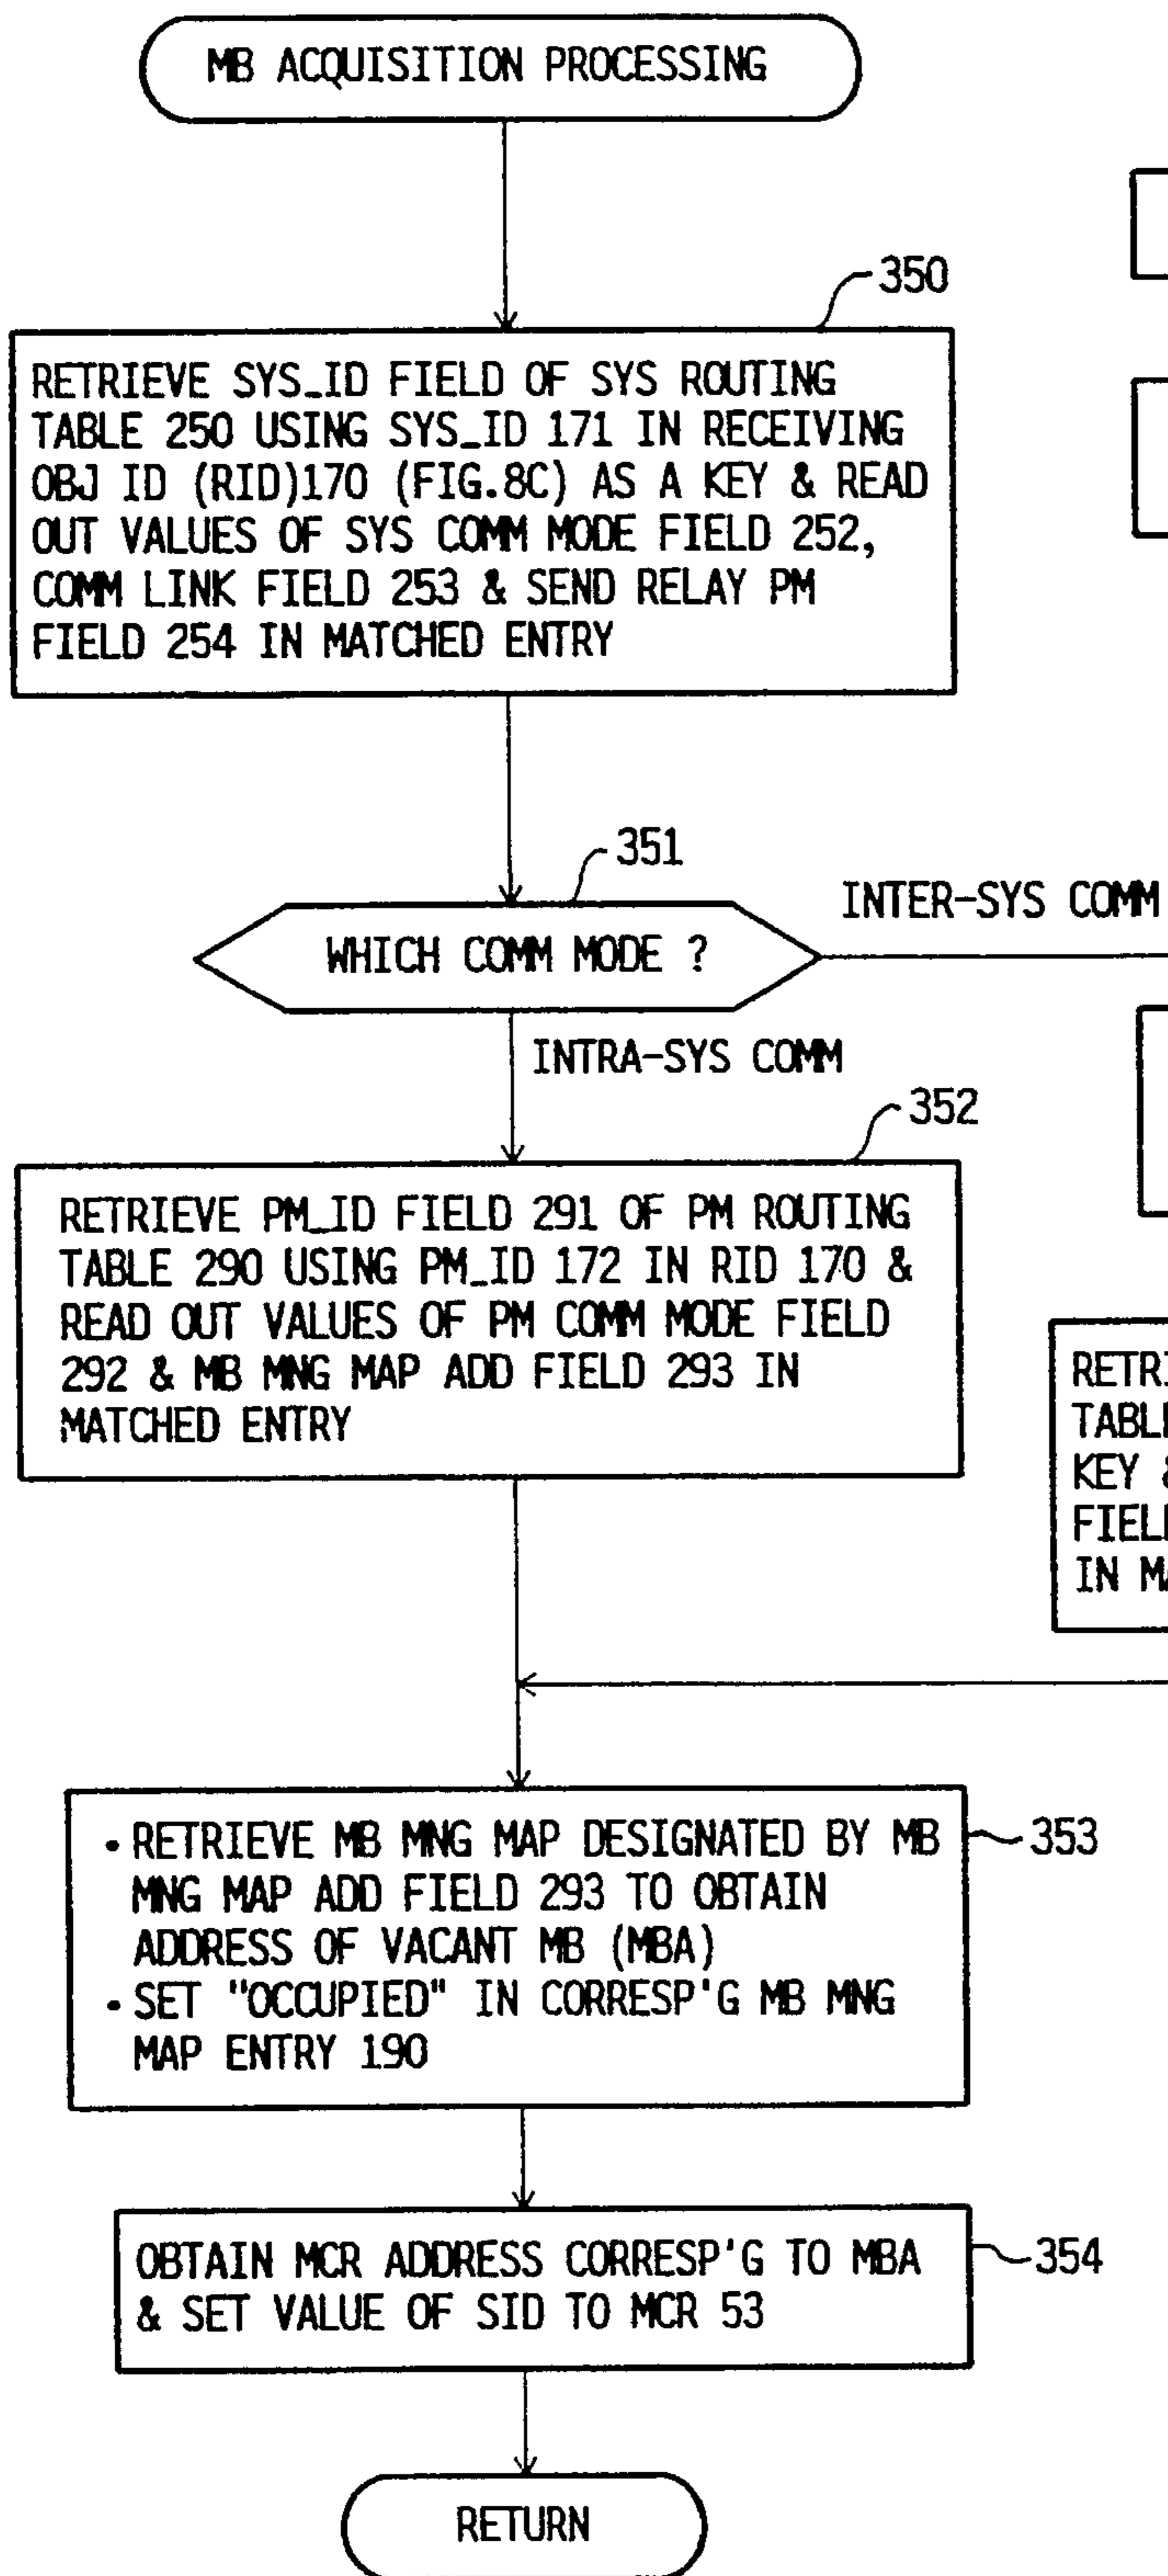 MB ACQUISITION PROCESSING
350
RETRIEVE SYS_ID FIELD OF SYS ROUTING
TABLE 250 USING SYS_ID 171 IN RECEIVING
OBJ ID (RID)170 (FIG.8C) AS A KEY & READ
OUT VALUES OF SYS COMM MODE FIELD 252,
COMM LINK FIELD 253 & SEND RELAY PM
FIELD 254 IN MATCHED ENTRY
351
WHICH COMM MODE ?
INTER-SYS COMM
INTRA-SYS COMM
352
RETRIEVE PM_ID FIELD 291 OF PM ROUTING
TABLE 290 USING PM_ID 172 IN RID 170 &
READ OUT VALUES OF PM COMM MODE FIELD
292 & MB MNG MAP ADD FIELD 293 IN
MATCHED ENTRY
TABLE
KEY &
FIELD
IN
353
• RETRIEVE MB MNG MAP DESIGNATED BY MB
MNG MAP ADD FIELD 293 TO OBTAIN
ADDRESS OF VACANT MB (MBA)
• SET "OCCUPIED" IN CORRESP'G MB MNG
MAP ENTRY 190
354
OBTAIN MCR ADDRESS CORRESP'G TO MBA
& SET VALUE OF SID TO MCR 53
RETURN